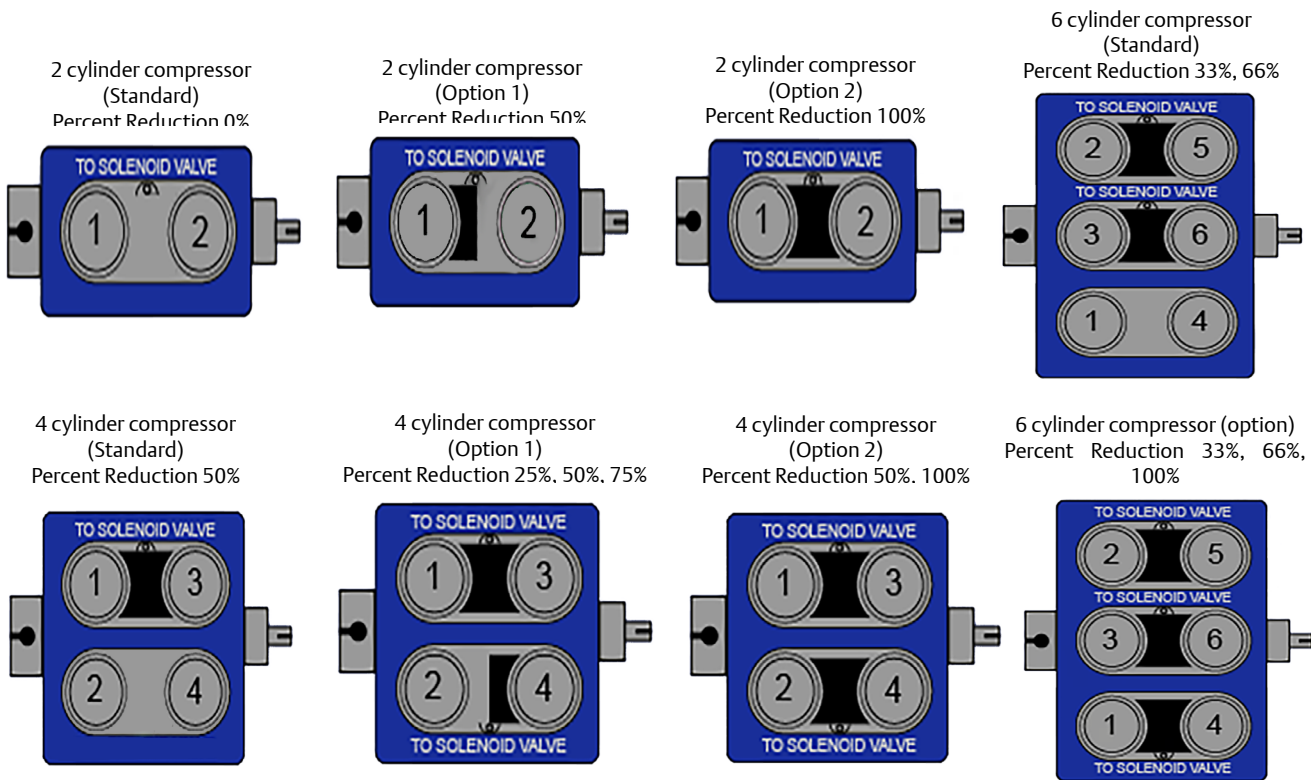 2 cylinder compressor
(Standard)
Percent Reduction 0%
TO SOLENOID VALVE
1 2
2 cylinder compressor
(Option 1)
Percent Reduction 50%
TO SOLENOID VALVE
1 2
2 cylinder compressor
(Option 2)
Percent Reduction 100%
TO SOLENOID VALVE
1 2
6 cylinder compressor
(Standard)
Percent Reduction 33%, 66%
TO SOLENOID VALVE
2 5
TO SOLENOID VALVE
3 6
1 4
4 cylinder compressor
(Standard)
Percent Reduction 50%
TO SOLENOID VALVE
1 3
2 4
4 cylinder compressor
(Option 1)
Percent Reduction 25%, 50%, 75%
TO SOLENOID VALVE
1 3
2 4
TO SOLENOID VALVE
4 cylinder compressor
(Option 2)
Percent Reduction 50%. 100%
TO SOLENOID VALVE
1 3
2 4
TO SOLENOID VALVE
6 cylinder compressor (option)
Percent Reduction 33%, 66%,
100%
TO SOLENOID VALVE
2 5
TO SOLENOID VALVE
3 6
1 4
TO SOLENOID VALVE